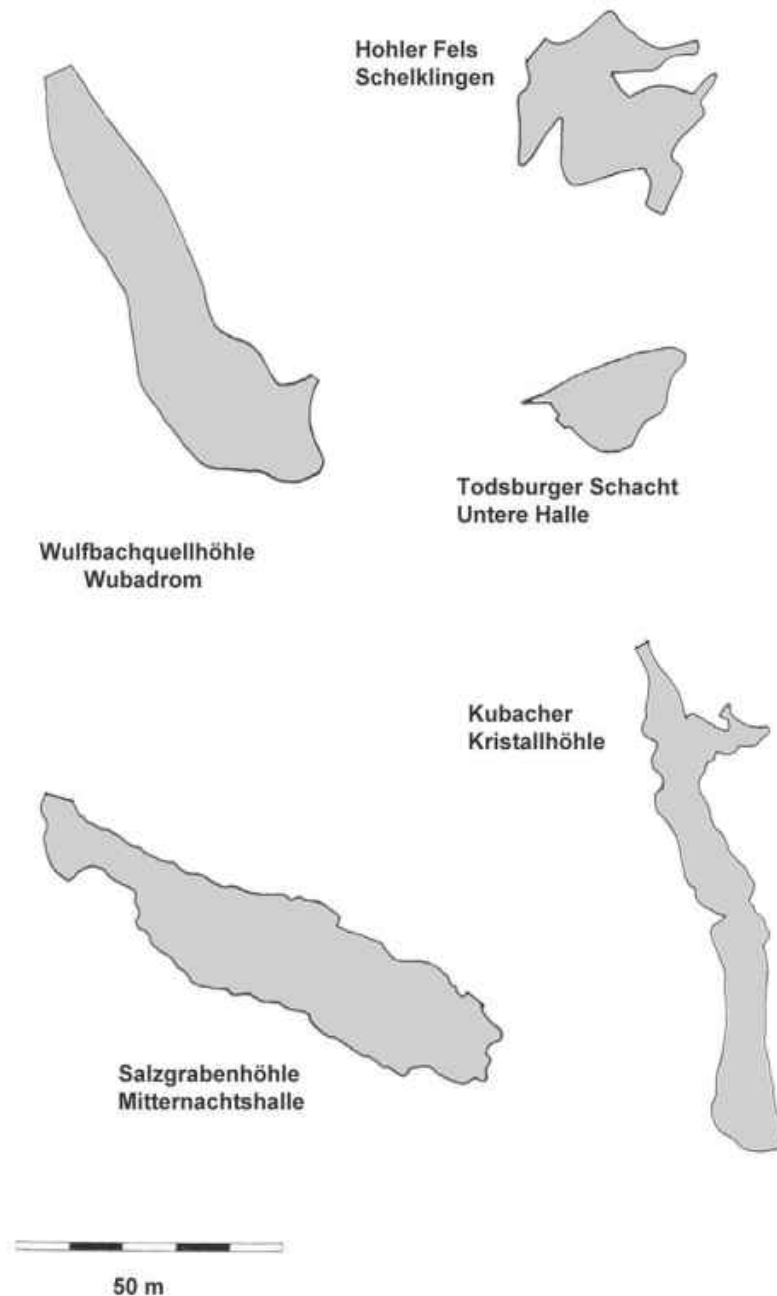 Hohler Fels
Schelklingen
Todsburger Schacht
Untere Halle
Wulfbachquellhöhle
Wubadrom
Kubacher
Kristallhöhle
Salzgrabenhöhle
Mitternachtshalle
50 m